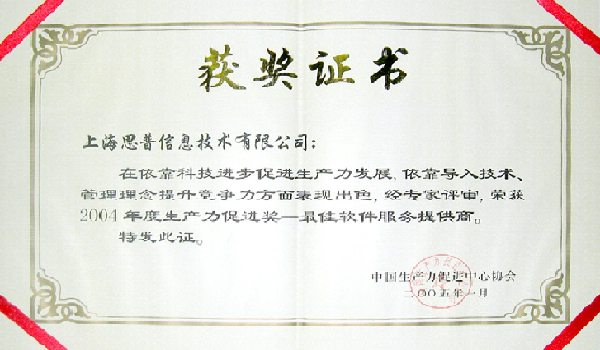 获奖证书
上海思普信息技术有限公司：
在依靠科技进步促进生产力发展、依靠导入技术、
管理理念提升竞争力方面表现出色，经专家评审，荣获
2004年度生产力促进奖—最佳软件服务提供商。
特发此证。
中国生产力促进中心协会
二〇〇五年一月